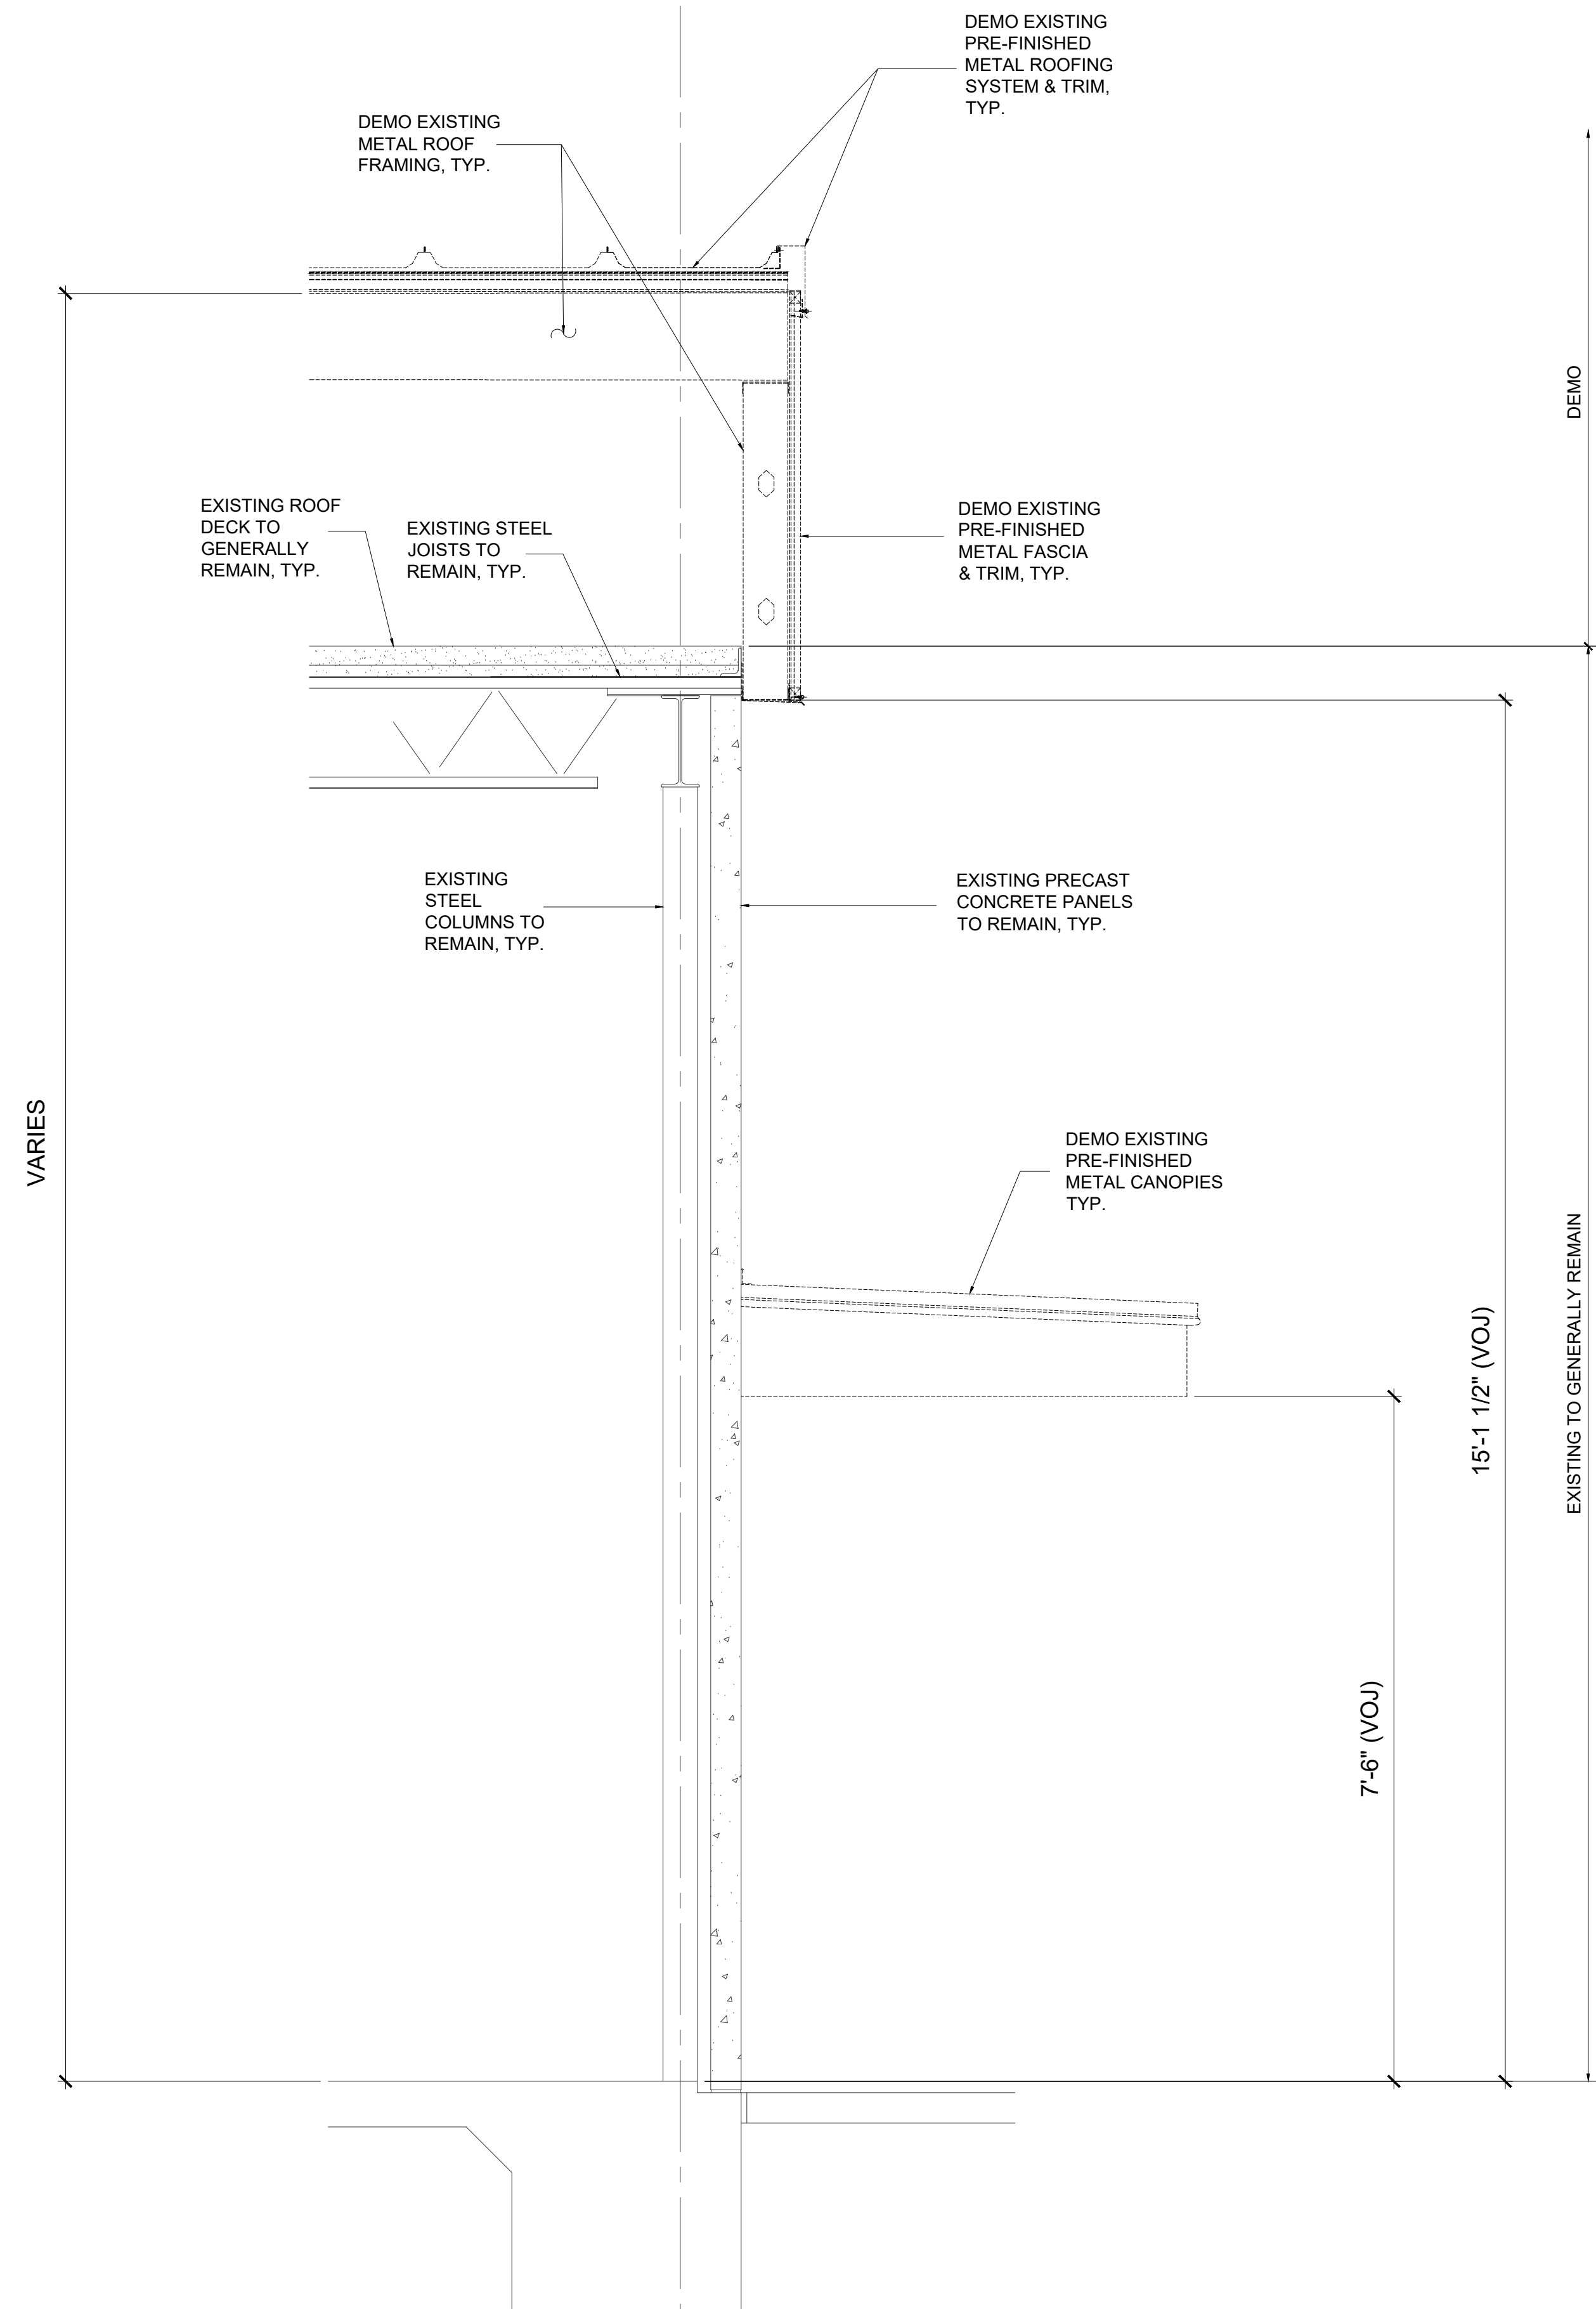 DEMO EXISTING
PRE-FINISHED
METAL ROOFING
SYSTEM & TRIM,
TYP.
DEMO EXISTING
METAL ROOF
FRAMING, TYP.
DEMO
EXISTING ROOF
DECK TO
GENERALLY
REMAIN, TYP.
EXISTING STEEL
JOISTS TO
REMAIN, TYP.
DEMO EXISTING
PRE-FINISHED
METAL FASCIA
& TRIM, TYP.
EXISTING
STEEL
COLUMNS TO
REMAIN, TYP.
EXISTING PRECAST
CONCRETE PANELS
TO REMAIN, TYP.
VARIES
DEMO EXISTING
PRE-FINISHED
METAL CANOPIES
TYP.
EXISTING TO GENERALLY REMAIN
15'-1 1/2" (VOJ)
7'-6" (VOJ)